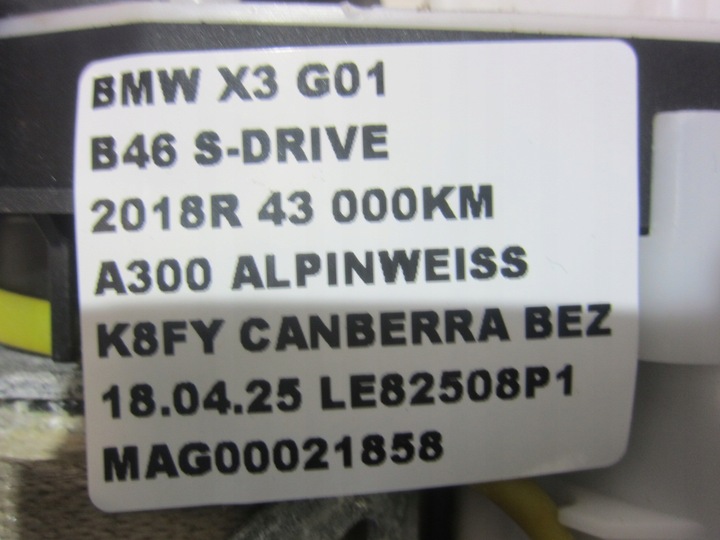 BMW X3 G01
B46 S-DRIVE
2018R 43 000KM
A300 ALPINWEISS
K8FY CANBERRA BEZ
18.04.25 LE82508P1
MAG00021858